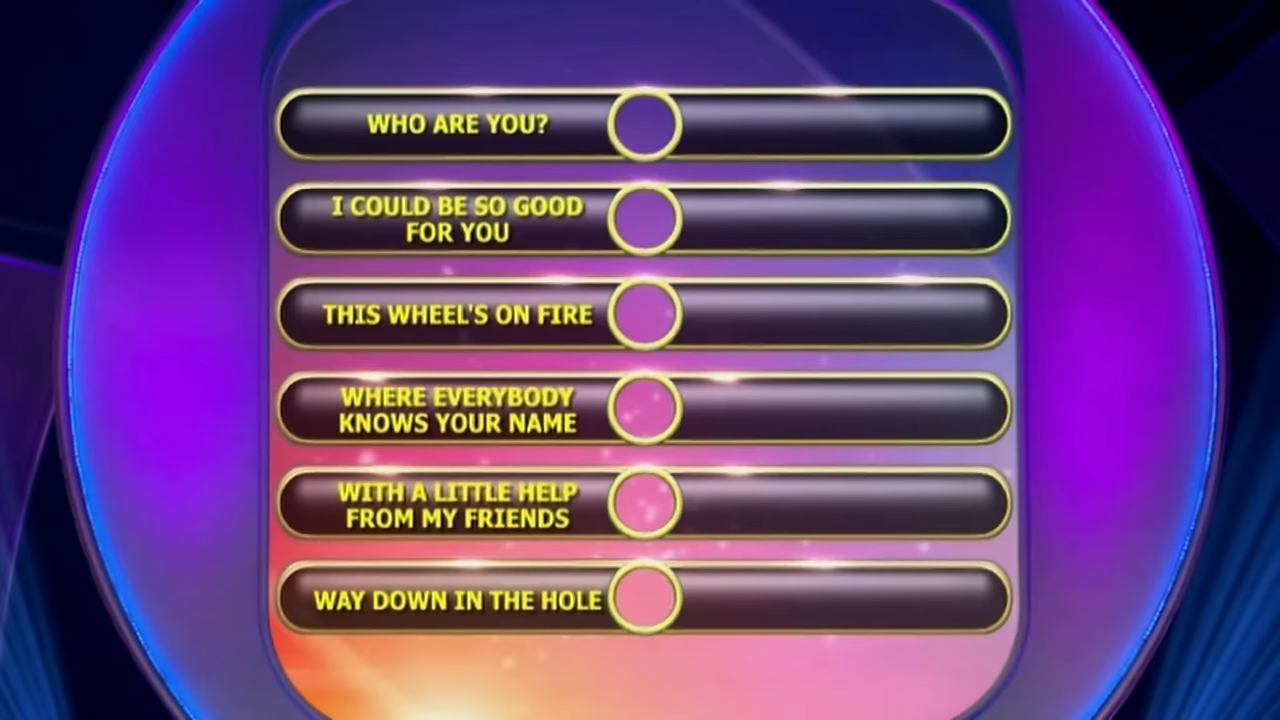 WHO ARE YOU?
I COULD BE SO GOOD
FOR YOU
THIS WHEEL'S ON FIRE
WHERE EVERYBODY
KNOWS YOUR NAME
WITH A LITTLE HELP
FROM MY FRIENDS
WAY DOWN IN THE HOLE